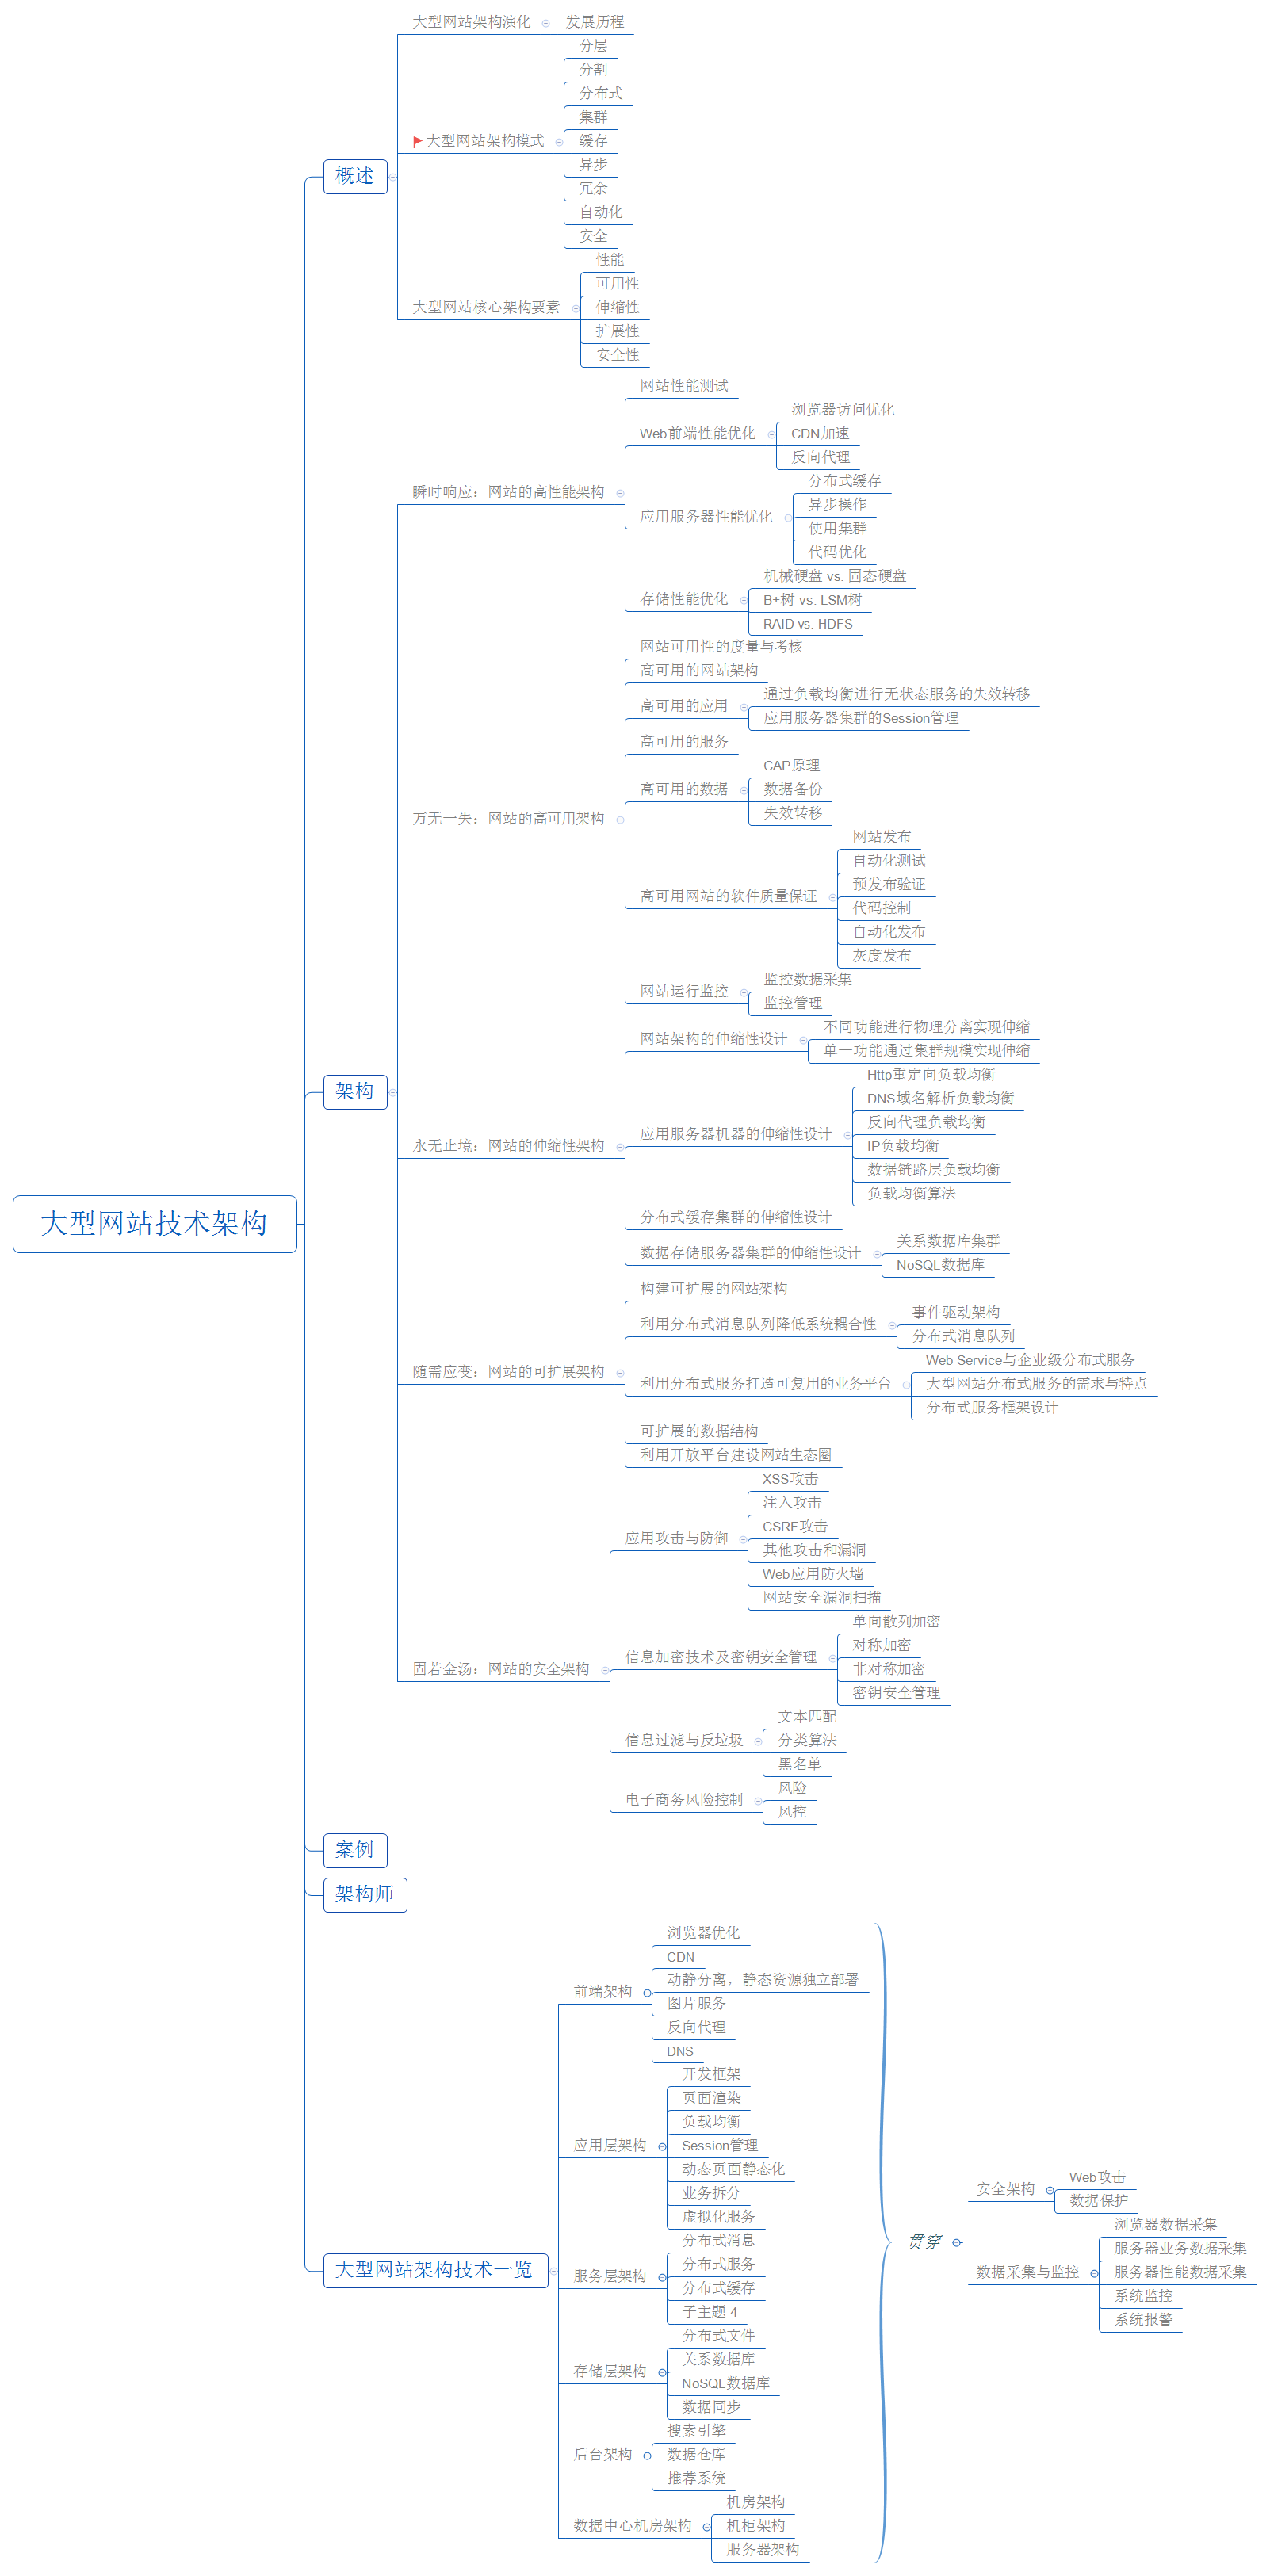 大型网站技术架构
概述
大型网站架构演化
发展历程
大型网站架构模式
分层
分割
分布式
集群
缓存
异步
冗余
自动化
安全
大型网站核心架构要素
性能
可用性
伸缩性
扩展性
安全性
架构
瞬时响应：网站的高性能架构
网站性能测试
Web前端性能优化
浏览器访问优化
CDN加速
反向代理
应用服务器性能优化
分布式缓存
异步操作
使用集群
代码优化
存储性能优化
机械硬盘 vs. 固态硬盘
B+树 vs. LSM树
RAID vs. HDFS
万无一失：网站的高可用架构
网站可用性的度量与考核
高可用的网站架构
高可用的应用
通过负载均衡进行无状态服务的失效转移
应用服务器集群的Session管理
高可用的服务
高可用的数据
CAP原理
数据备份
失效转移
高可用网站的软件质量保证
网站发布
自动化测试
预发布验证
代码控制
自动化发布
灰度发布
网站运行监控
监控数据采集
监控管理
永无止境：网站的伸缩性架构
网站架构的伸缩性设计
不同功能进行物理分离实现伸缩
单一功能通过集群规模实现伸缩
应用服务器机器的伸缩性设计
Http重定向负载均衡
DNS域名解析负载均衡
反向代理负载均衡
IP负载均衡
数据链路层负载均衡
负载均衡算法
分布式缓存集群的伸缩性设计
数据存储服务器集群的伸缩性设计
关系数据库集群
NoSQL数据库
随需应变：网站的可扩展架构
构建可扩展的网站架构
利用分布式消息队列降低系统耦合性
事件驱动架构
分布式消息队列
利用分布式服务打造可复用的业务平台
Web Service与企业级分布式服务
大型网站分布式服务的需求与特点
分布式服务框架设计
可扩展的数据结构
利用开放平台建设网站生态圈
固若金汤：网站的安全架构
应用攻击与防御
XSS攻击
注入攻击
CSRF攻击
其他攻击和漏洞
Web应用防火墙
网站安全漏洞扫描
信息加密技术及密钥安全管理
单向散列加密
对称加密
非对称加密
密钥安全管理
信息过滤与反垃圾
文本匹配
分类算法
黑名单
电子商务风险控制
风险
风控
案例
架构师
大型网站架构技术一览
前端架构
浏览器优化
CDN
动静分离，静态资源独立部署
图片服务
反向代理
DNS
应用层架构
开发框架
页面渲染
负载均衡
Session管理
动态页面静态化
业务拆分
虚拟化服务
服务层架构
分布式消息
分布式服务
分布式缓存
子主题 4
存储层架构
分布式文件
关系数据库
NoSQL数据库
数据同步
后台架构
搜索引擎
数据仓库
推荐系统
数据中心机房架构
机房架构
机柜架构
服务器架构
贯穿
安全架构
Web攻击
数据保护
数据采集与监控
浏览器数据采集
服务器业务数据采集
服务器性能数据采集
系统监控
系统报警